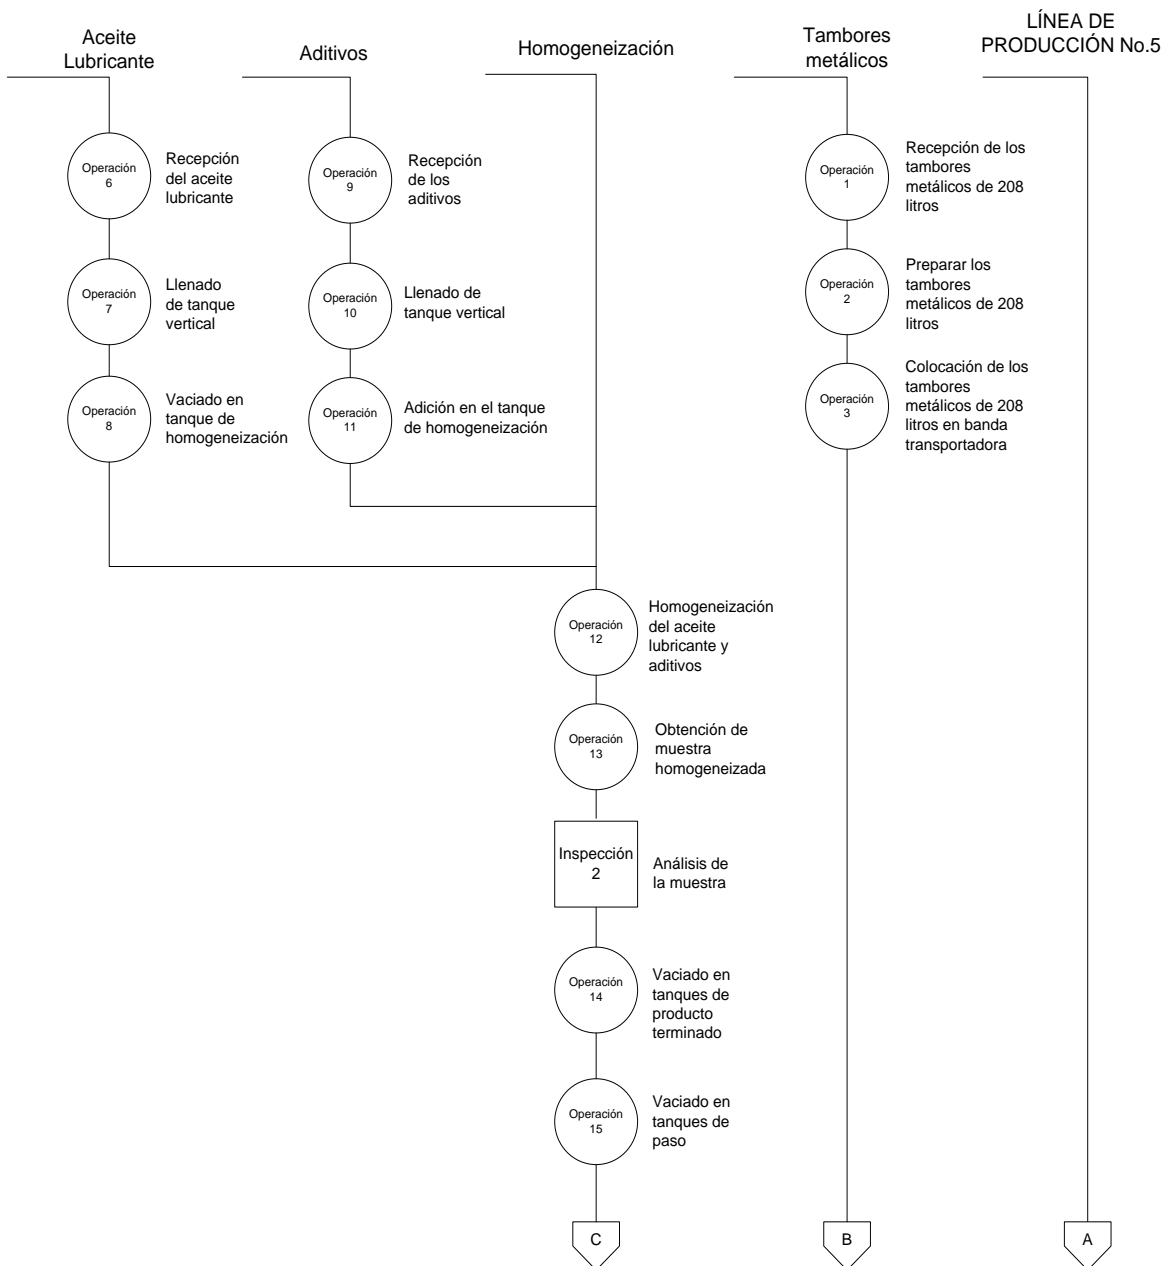 Aceite
Lubricante
Aditivos
Homogeneización
Tambores
metálicos
LÍNEA DE
PRODUCCIÓN No.5
Operación
6
Recepción
del aceite
lubricante
Operación
7
Llenado
de tanque
vertical
Operación
8
Vaciado en
tanque de
homogeneización
Operación
9
Recepción
de los
aditivos
Operación
10
Llenado de
tanque vertical
Operación
11
Adición en el tanque
de homogeneización
Operación
12
Homogeneización
del aceite
lubricante y
aditivos
Operación
13
Obtención de
muestra
homogeneizada
Inspección
2
Análisis de
la muestra
Operación
14
Vaciado en
tanques de
producto
terminado
Operación
15
Vaciado en
tanques de
paso
C
Operación
1
Recepción de los
tambores
metálicos de 208
litros
Operación
2
Preparar los
tambores
metálicos de 208
litros
Operación
3
Colocación de los
tambores
metálicos de 208
litros en banda
transportadora
B
A